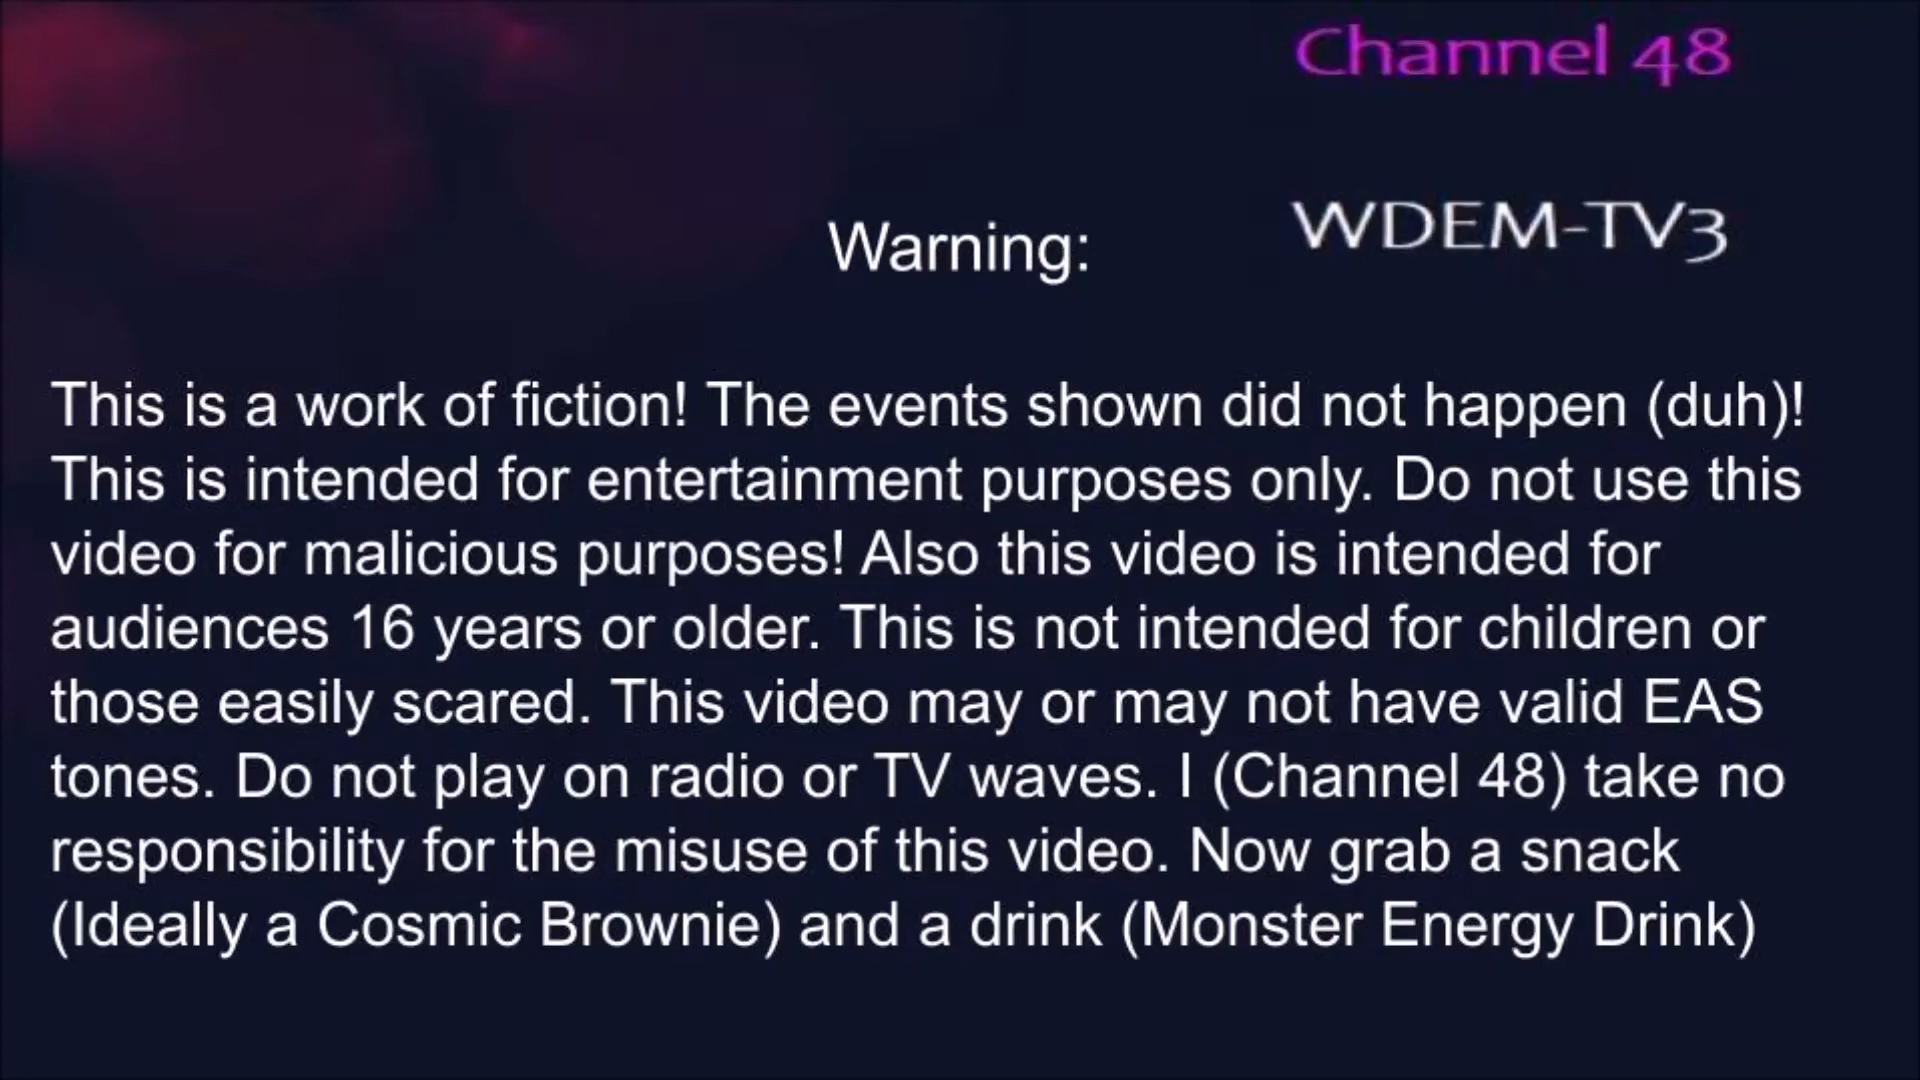 Channel 48
WDEM-TV3
Warning:
This is a work of fiction! The events shown did not happen (duh)!
This is intended for entertainment purposes only. Do not use this
video for malicious purposes! Also this video is intended for
audiences 16 years or older. This is not intended for children or
those easily scared. This video may or may not have valid EAS
tones. Do not play on radio or TV waves. I (Channel 48) take no
responsibility for the misuse of this video. Now grab a snack
(Ideally a Cosmic Brownie) and a drink (Monster Energy Drink)